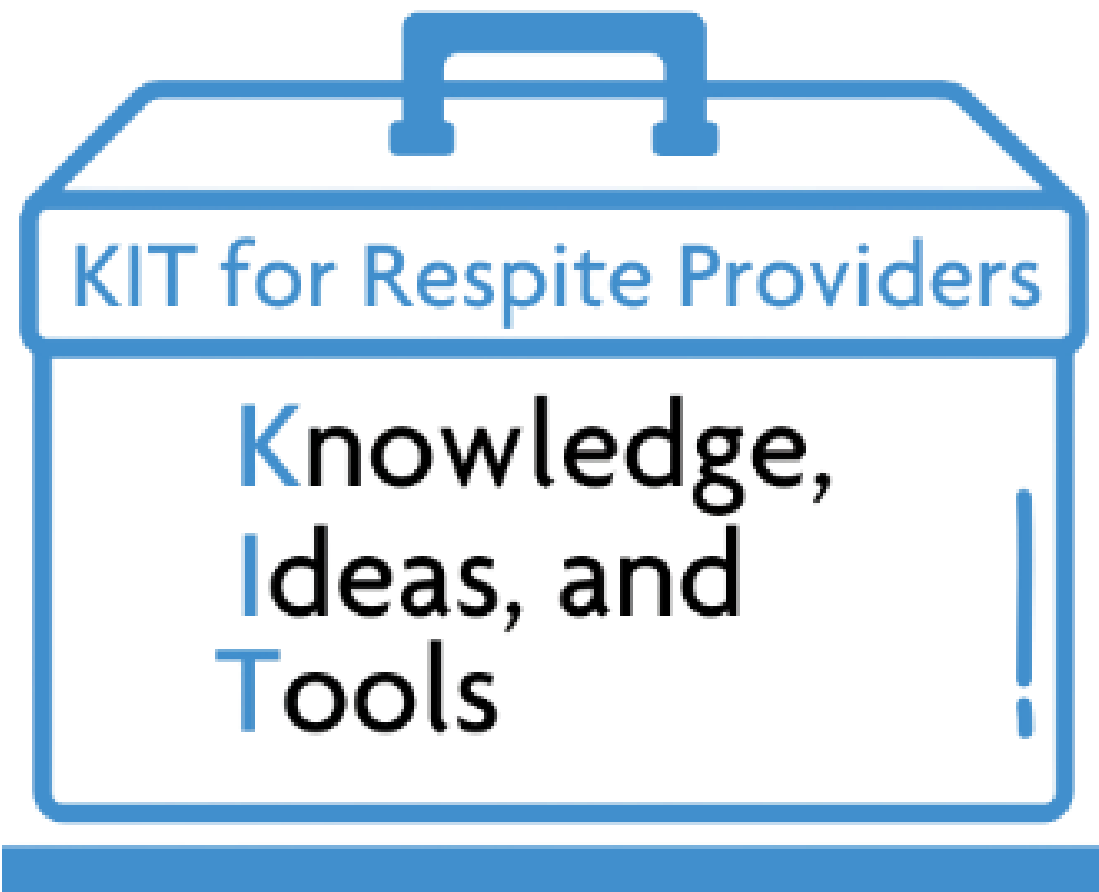 KIT for Respite Providers
Knowledge,
Ideas, and
Tools